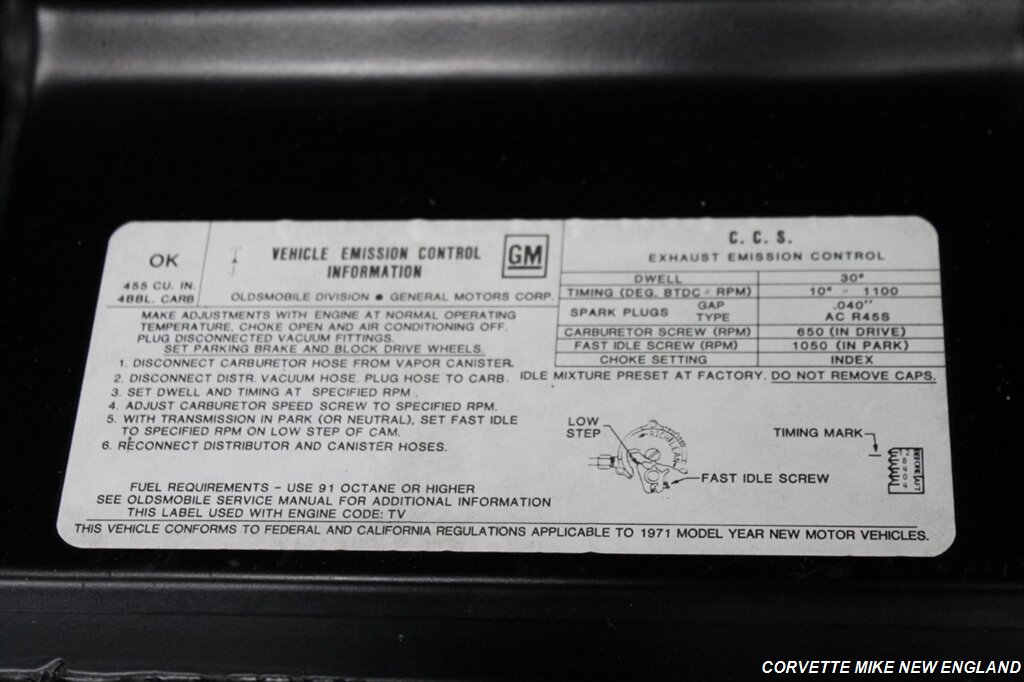 OK
455 CU. IN.
4BBL. CARB
VEHICLE EMISSION CONTROL
INFORMATION
GM
OLDSMOBILE DIVISION ● GENERAL MOTORS CORP.
MAKE ADJUSTMENTS WITH ENGINE AT NORMAL OPERATING
TEMPERATURE, CHOKE OPEN AND AIR CONDITIONING OFF.
PLUG DISCONNECTED VACUUM FITTINGS.
SET PARKING BRAKE AND BLOCK DRIVE WHEELS.
1. DISCONNECT CARBURETOR HOSE FROM VAPOR CANISTER.
2. DISCONNECT DISTR. VACUUM HOSE. PLUG HOSE TO CARB.
3. SET DWELL AND TIMING AT SPECIFIED RPM.
4. ADJUST CARBURETOR SPEED SCREW TO SPECIFIED RPM.
5. WITH TRANSMISSION IN PARK (OR NEUTRAL), SET FAST IDLE
TO SPECIFIED RPM ON LOW STEP OF CAM.
6. RECONNECT DISTRIBUTOR AND CANISTER HOSES.
FUEL REQUIREMENTS - USE 91 OCTANE OR HIGHER
SEE OLDSMOBILE SERVICE MANUAL FOR ADDITIONAL INFORMATION
THIS LABEL USED WITH ENGINE CODE: TV
C. C. S.
EXHAUST EMISSION CONTROL
DWELL 30°
TIMING (DEG. BTDC @ RPM) 10° @ 1100
SPARK PLUGS GAP .040"
TYPE AC R45S
CARBURETOR SCREW (RPM) 650 (IN DRIVE)
FAST IDLE SCREW (RPM) 1050 (IN PARK)
CHOKE SETTING INDEX
IDLE MIXTURE PRESET AT FACTORY. DO NOT REMOVE CAPS.
LOW
STEP
RICH LEAN
FAST IDLE SCREW
TIMING MARK
BEFORE AFT
THIS VEHICLE CONFORMS TO FEDERAL AND CALIFORNIA REGULATIONS APPLICABLE TO 1971 MODEL YEAR NEW MOTOR VEHICLES.
CORVETTE MIKE NEW ENGLAND